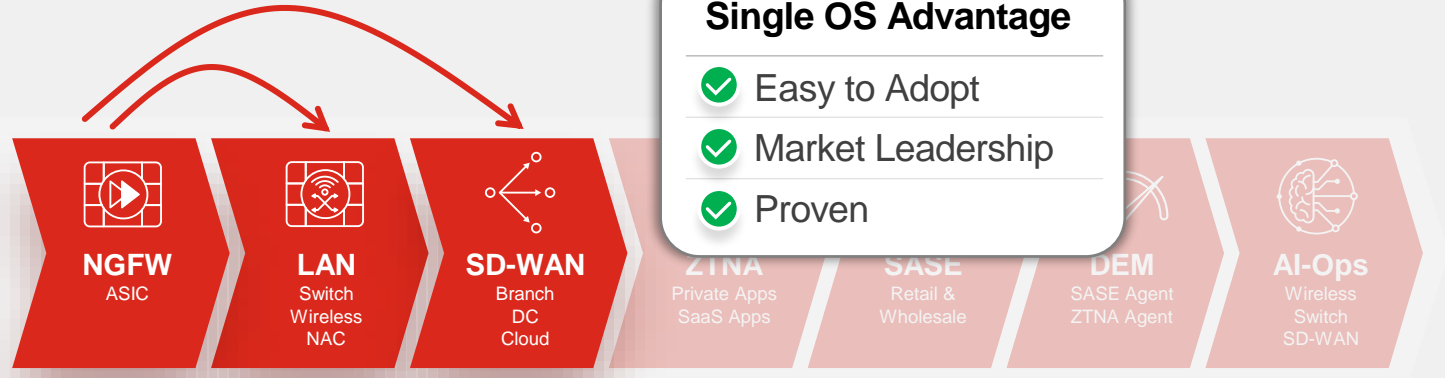 Single OS Advantage
Easy to Adopt
Market Leadership
Proven
NGFW
ASIC
LAN
Switch
Wireless
NAC
SD-WAN
Branch
DC
Cloud
ZTNA
Private Apps
SaaS Apps
SASE
Retail &
Wholesale
DEM
SASE Agent
ZTNA Agent
AI-Ops
Wireless
Switch
SD-WAN